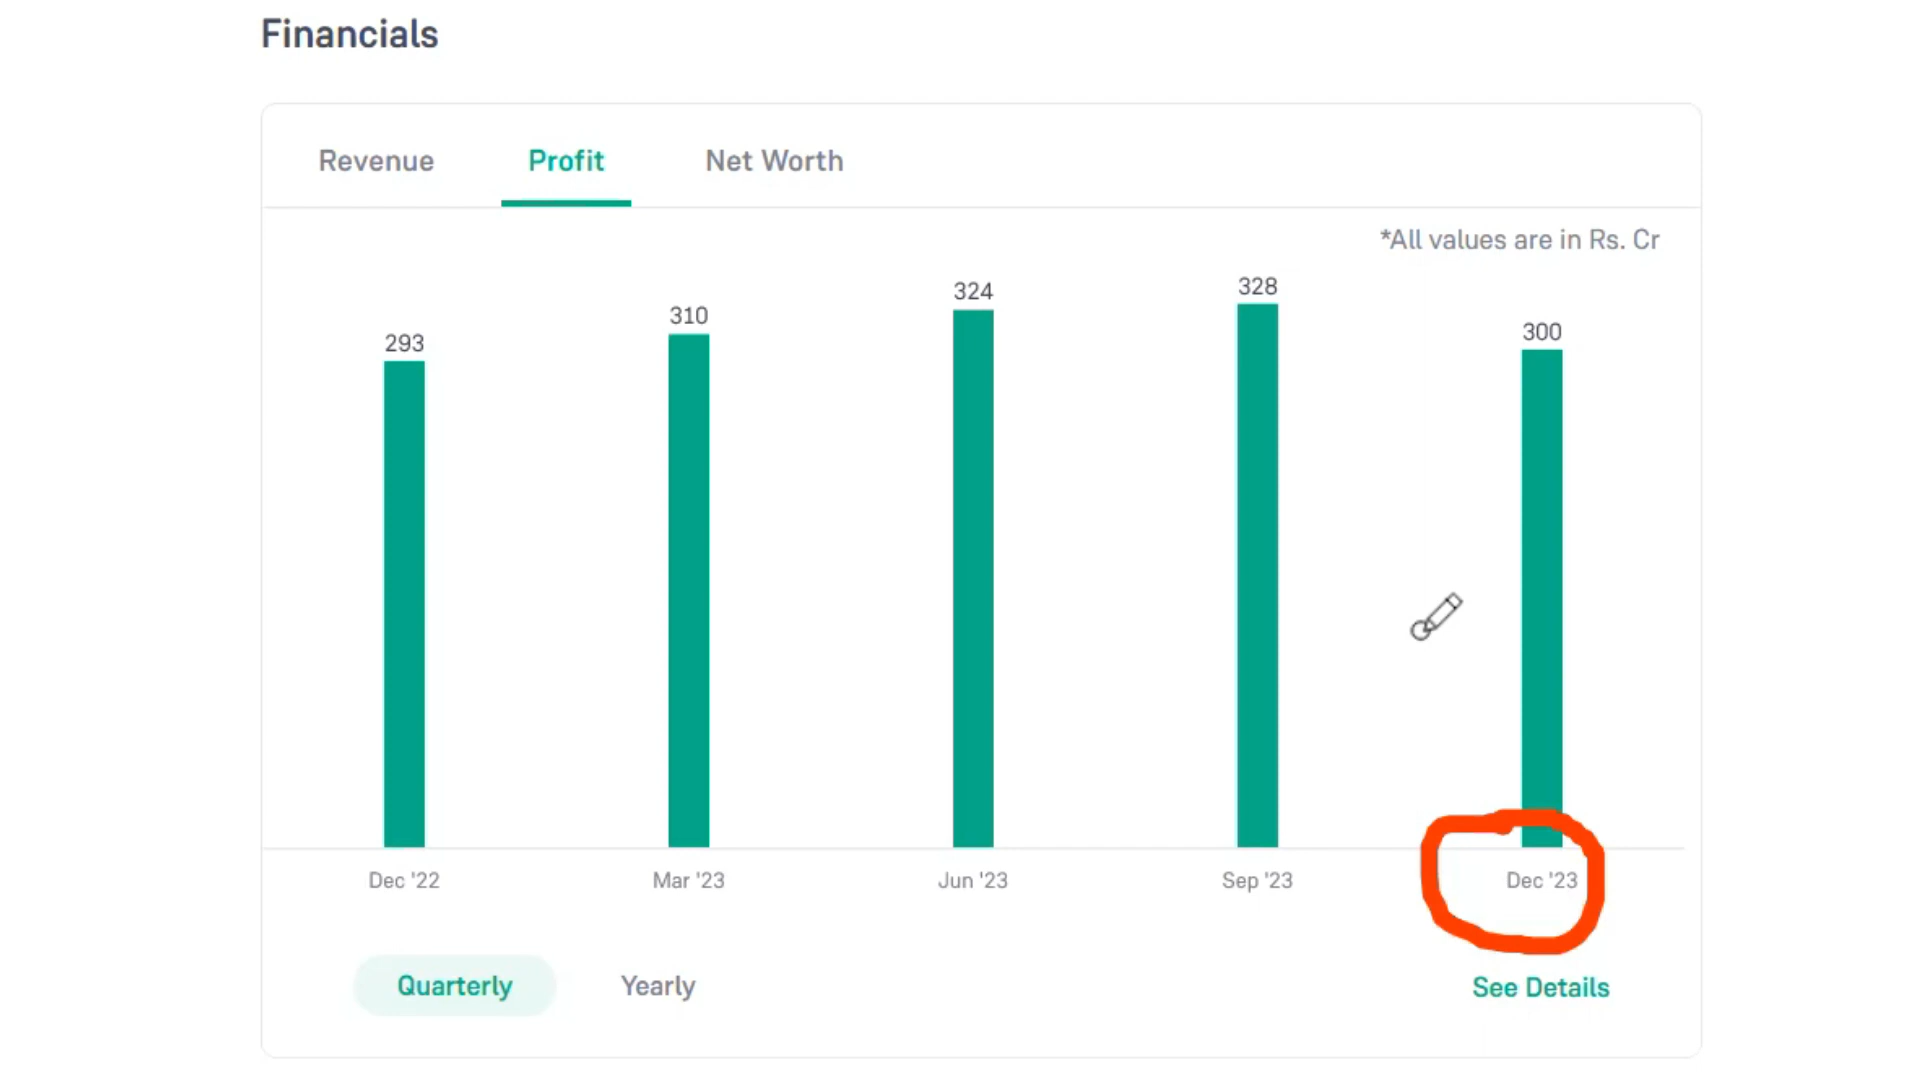 Financials
Revenue Profit Net Worth
*All values are in Rs. Cr
293 310 324 328 300
Dec '22 Mar '23 Jun '23 Sep '23 Dec '23
Quarterly Yearly See Details